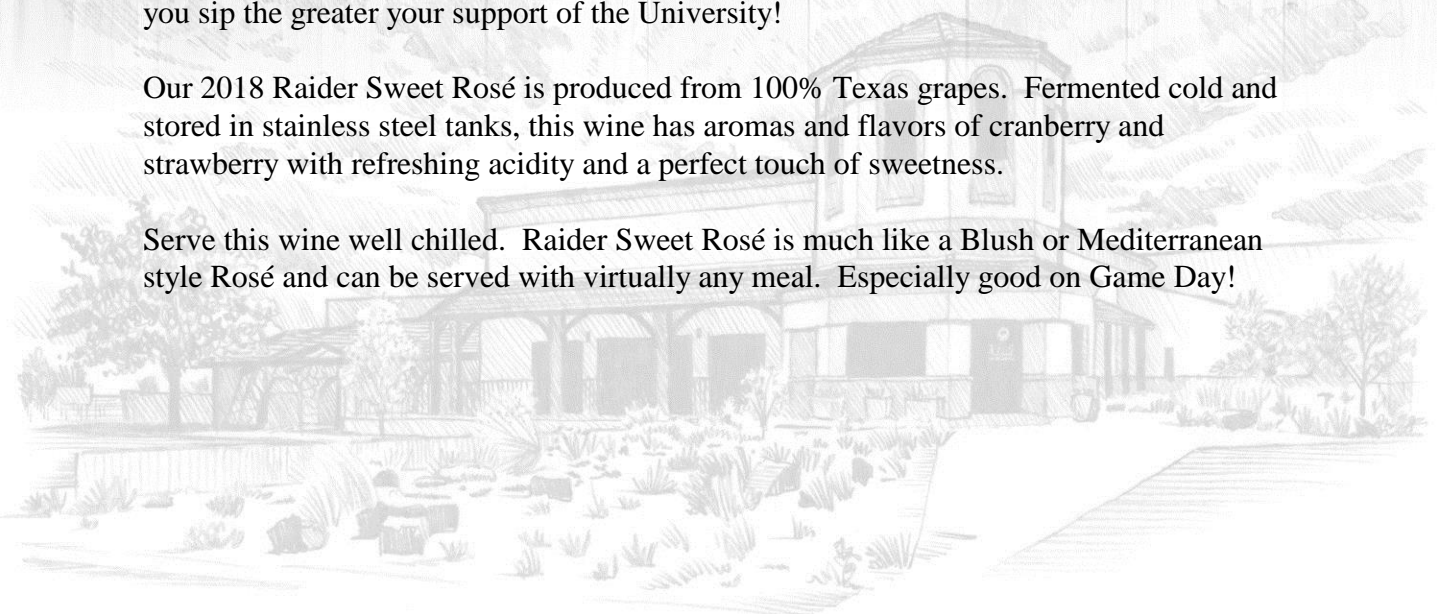 you sip the greater your support of the University!
Our 2018 Raider Sweet Rosé is produced from 100% Texas grapes.  Fermented cold and
stored in stainless steel tanks, this wine has aromas and flavors of cranberry and
strawberry with refreshing acidity and a perfect touch of sweetness.
Serve this wine well chilled.  Raider Sweet Rosé is much like a Blush or Mediterranean
style Rosé and can be served with virtually any meal.  Especially good on Game Day!